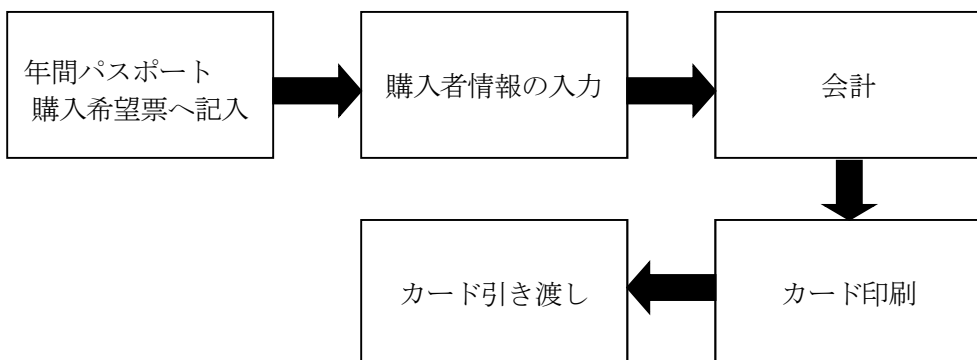 年間パスポート
購入希望票へ記入
購入者情報の入力
会計
カード印刷
カード引き渡し